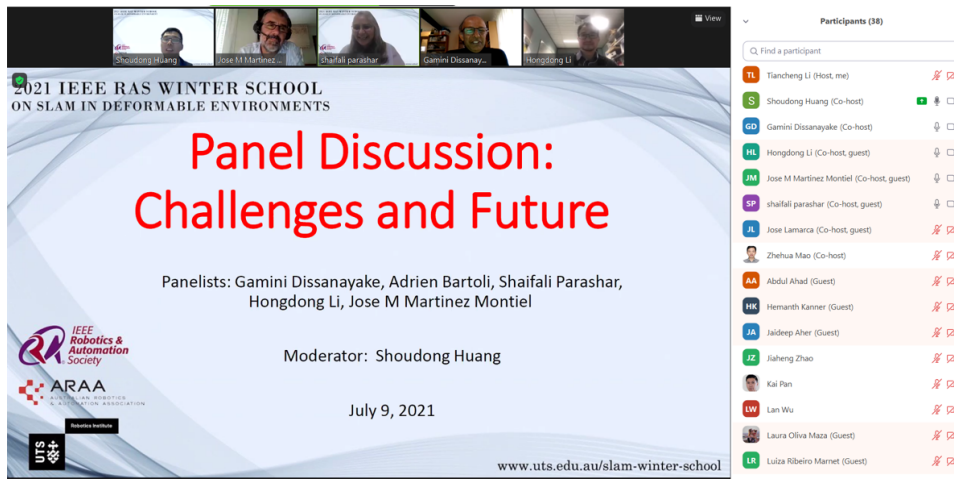 Shoudong Huang
Jose M Martinez ...
shaifali parashar
Gamini Dissanay...
Hongdong Li
View
2021 IEEE RAS WINTER SCHOOL
ON SLAM IN DEFORMABLE ENVIRONMENTS
Panel Discussion:
Challenges and Future
Panelists: Gamini Dissanayake, Adrien Bartoli, Shaifali Parashar,
Hongdong Li, Jose M Martinez Montiel
Moderator: Shoudong Huang
July 9, 2021
IEEE
Robotics &
Automation
Society
ARAA
AUSTRALIAN ROBOTICS
& AUTOMATION ASSOCIATION
Robotics Institute
UTS
www.uts.edu.au/slam-winter-school
Participants (38)
Find a participant
TL Tiancheng Li (Host, me)
S Shoudong Huang (Co-host)
GD Gamini Dissanayake (Co-host)
HL Hongdong Li (Co-host, guest)
JM Jose M Martinez Montiel (Co-host, guest)
SP shaifali parashar (Co-host, guest)
JL Jose Lamarca (Co-host, guest)
Zhehua Mao (Co-host)
AA Abdul Ahad (Guest)
HK Hemanth Kanner (Guest)
JA Jaideep Aher (Guest)
JZ Jiaheng Zhao
Kai Pan
LW Lan Wu
Laura Oliva Maza (Guest)
LR Luiza Ribeiro Marnet (Guest)